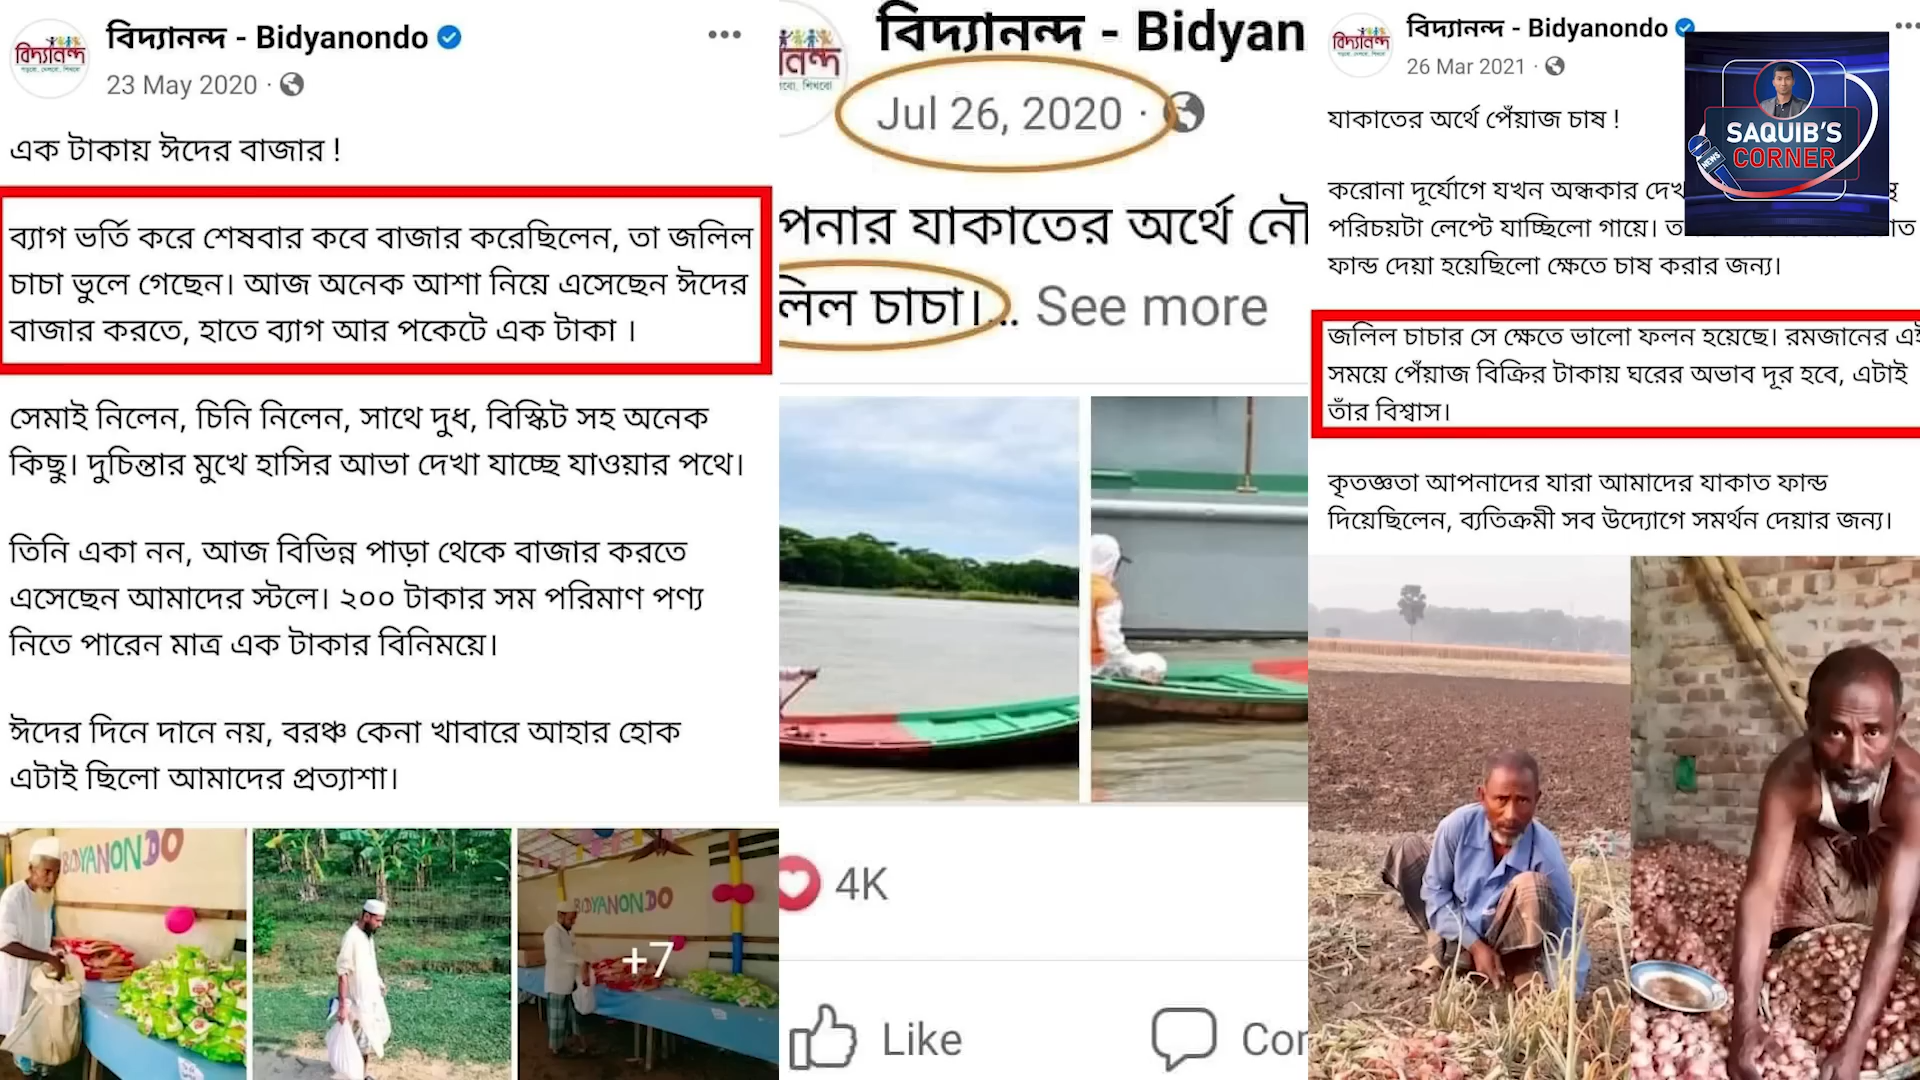 বিদ্যানন্দ - Bidyanondo
23 May 2020 ·
এক টাকায় ঈদের বাজার !
ব্যাগ ভর্তি করে শেষবার কবে বাজার করেছিলেন, তা জলিল
চাচা ভুলে গেছেন। আজ অনেক আশা নিয়ে এসেছেন ঈদের
বাজার করতে, হাতে ব্যাগ আর পকেটে এক টাকা ।
সেমাই নিলেন, চিনি নিলেন, সাথে দুধ, বিস্কিট সহ অনেক
কিছু। দুচিন্তার মুখে হাসির আভা দেখা যাচ্ছে যাওয়ার পথে।
তিনি একা নন, আজ বিভিন্ন পাড়া থেকে বাজার করতে
এসেছেন আমাদের স্টলে। ২০০ টাকার সম পরিমাণ পণ্য
নিতে পারেন মাত্র এক টাকার বিনিময়ে।
ঈদের দিনে দানে নয়, বরঞ্চ কেনা খাবারে আহার হোক
এটাই ছিলো আমাদের প্রত্যাশা।
BIDYANONDO
BIDYANONDO
+7
বিদ্যানন্দ - Bidyan
Jul 26, 2020 ·
পনার যাকাতের অর্থে নৌ
লিল চাচা।... See more
4K
Like
Cor
বিদ্যানন্দ - Bidyanondo
26 Mar 2021 ·
যাকাতের অর্থে পেঁয়াজ চাষ !
করোনা দূর্যোগে যখন অন্ধকার দেখ
পরিচয়টা লেপ্টে যাচ্ছিলো গায়ে। ত
ফান্ড দেয়া হয়েছিলো ক্ষেতে চাষ করার জন্য।
জলিল চাচার সে ক্ষেতে ভালো ফলন হয়েছে। রমজানের এই
সময়ে পেঁয়াজ বিক্রির টাকায় ঘরের অভাব দূর হবে, এটাই
তাঁর বিশ্বাস।
কৃতজ্ঞতা আপনাদের যারা আমাদের যাকাত ফান্ড
দিয়েছিলেন, ব্যতিক্রমী সব উদ্যোগে সমর্থন দেয়ার জন্য।
SAQUIB'S
CORNER
NEWS